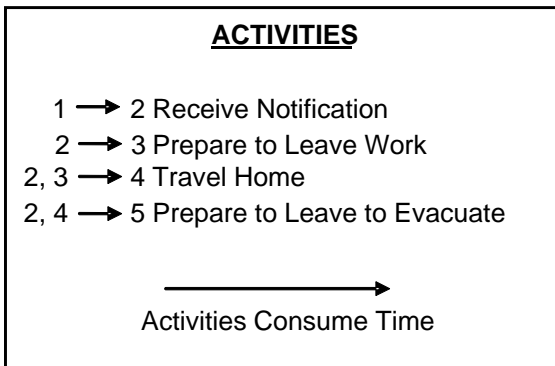 ACTIVITIES
1 → 2 Receive Notification
2 → 3 Prepare to Leave Work
2, 3 → 4 Travel Home
2, 4 → 5 Prepare to Leave to Evacuate
Activities Consume Time